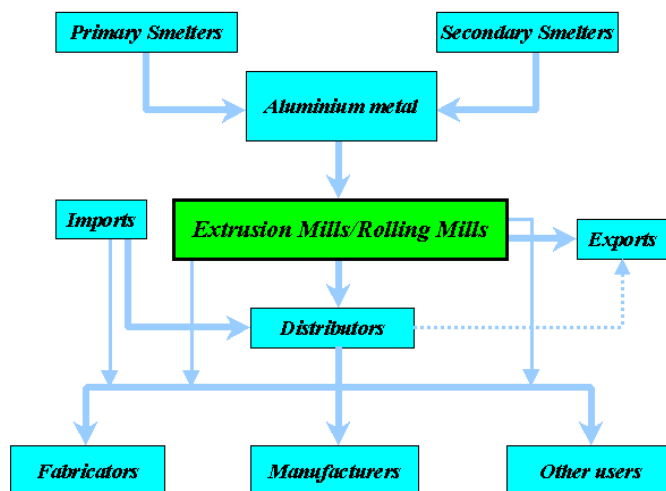 Primary Smelters
Secondary Smelters
Aluminium metal
Imports
Extrusion Mills/Rolling Mills
Exports
Distributors
Fabricators
Manufacturers
Other users